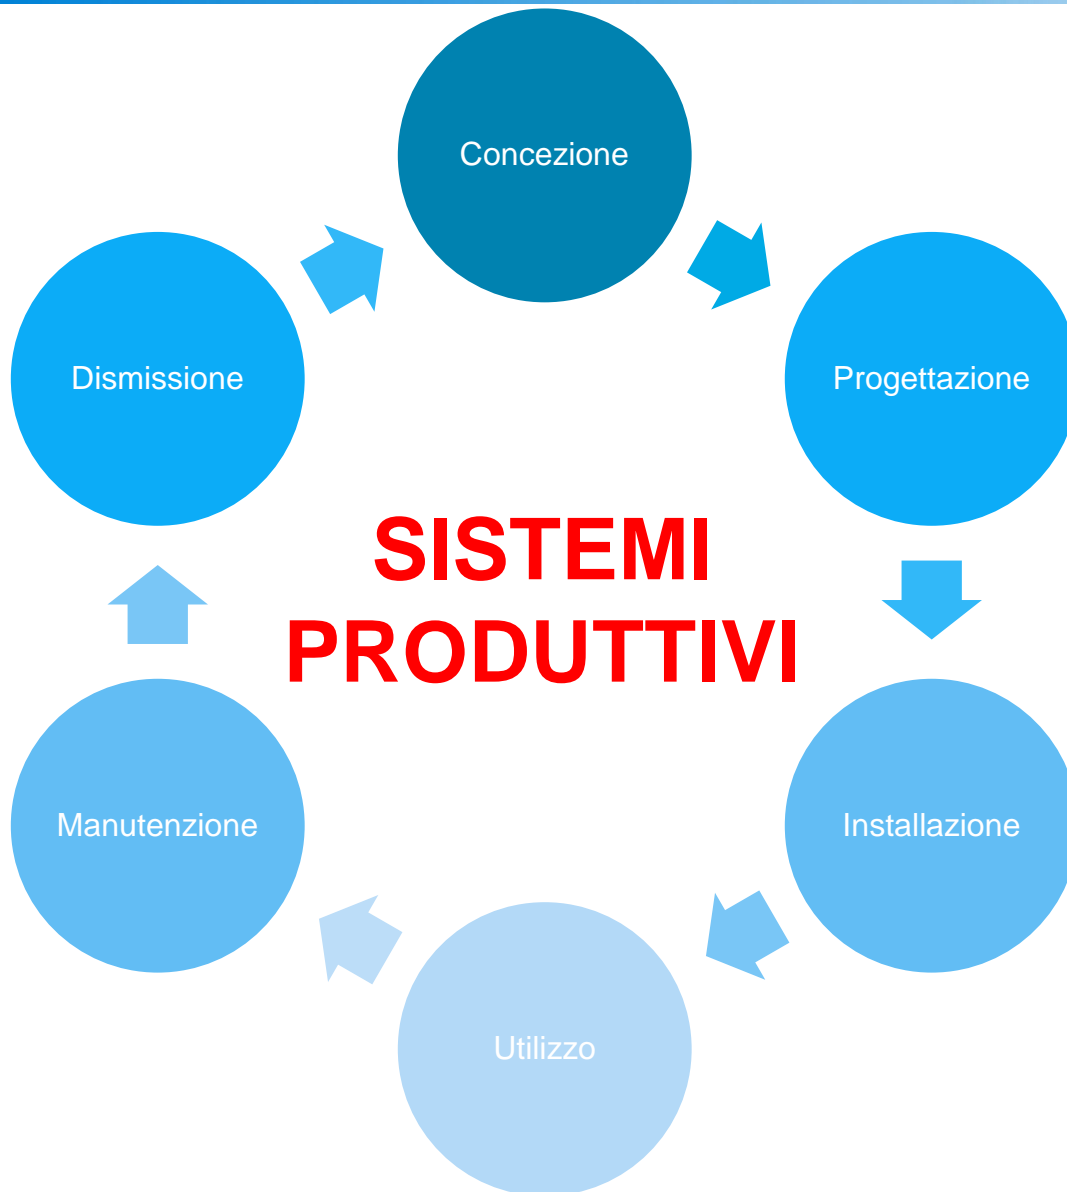 Concezione
Dismissione
Progettazione
SISTEMI
PRODUTTIVI
Manutenzione
Installazione
Utilizzo